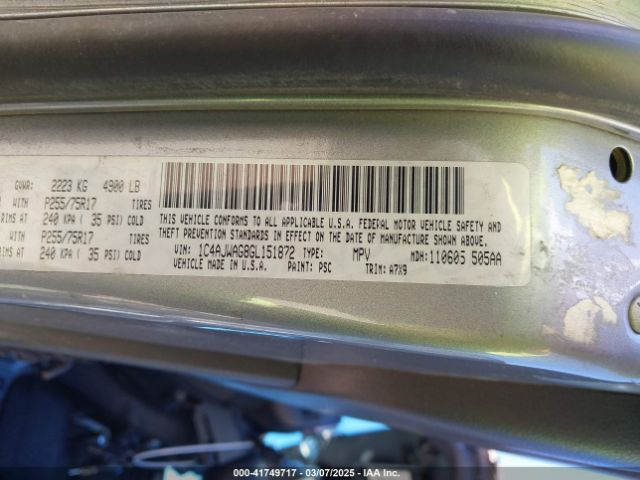 GVWR: 2223 KG 4900 LB
WITH P255/75R17 TIRES
RIMS AT 240 KPA ( 35 PSI) COLD
WITH P255/75R17 TIRES
RIMS AT 240 KPA ( 35 PSI) COLD
THIS VEHICLE CONFORMS TO ALL APPLICABLE U.S.A. FEDERAL MOTOR VEHICLE SAFETY AND
THEFT PREVENTION STANDARDS IN EFFECT ON THE DATE OF MANUFACTURE SHOWN ABOVE.
VIN: 1C4AJWAG8GL151872 TYPE: MPV MDH: 110605 505AA
VEHICLE MADE IN U.S.A. PAINT: PSC TRIM: A7X9
000-41749717 - 03/07/2025 - IAA Inc.